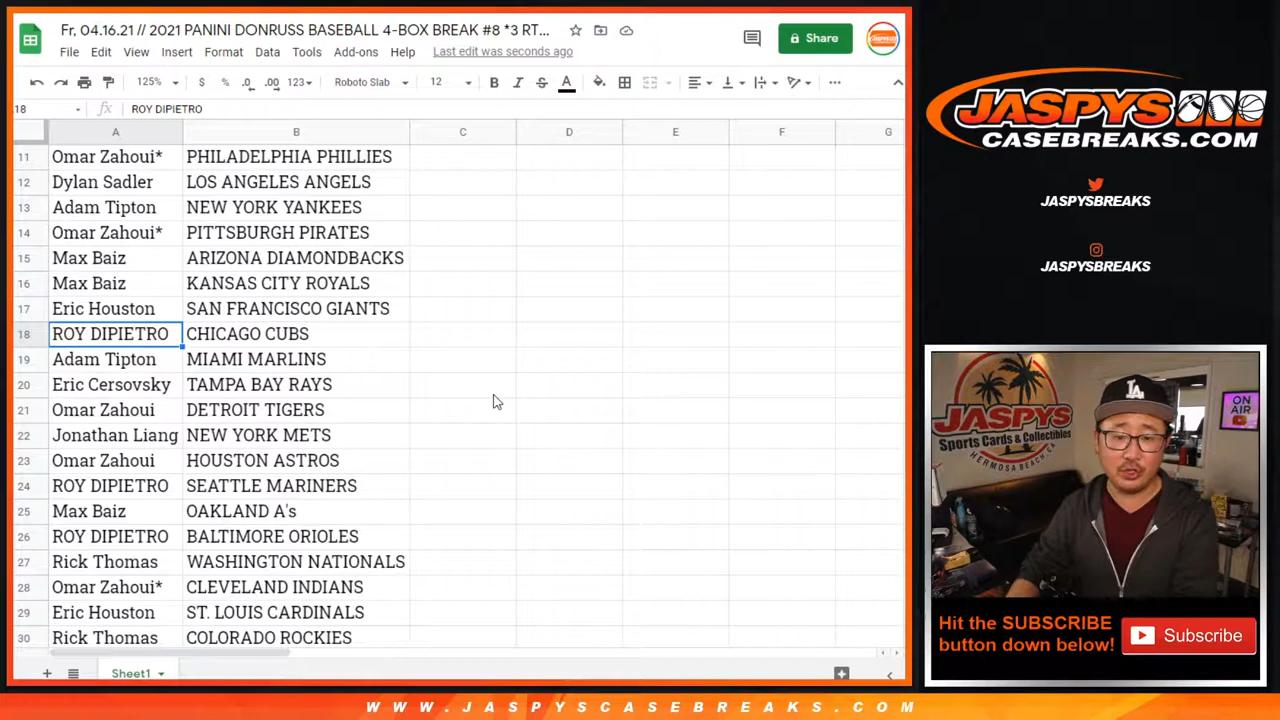 Fr, 04.16.21 // 2021 PANINI DONRUSS BASEBALL 4-BOX BREAK #8 *3 RT...
File Edit View Insert Format Data Tools Add-ons Help Last edit was seconds ago
Share
125% $ % .0 .00 123 Roboto Slab 12 B I S A
18 fx ROY DIPIETRO
A B C D E F G
11 Omar Zahoui* PHILADELPHIA PHILLIES
12 Dylan Sadler LOS ANGELES ANGELS
13 Adam Tipton NEW YORK YANKEES
14 Omar Zahoui* PITTSBURGH PIRATES
15 Max Baiz ARIZONA DIAMONDBACKS
16 Max Baiz KANSAS CITY ROYALS
17 Eric Houston SAN FRANCISCO GIANTS
18 ROY DIPIETRO CHICAGO CUBS
19 Adam Tipton MIAMI MARLINS
20 Eric Cersovsky TAMPA BAY RAYS
21 Omar Zahoui DETROIT TIGERS
22 Jonathan Liang NEW YORK METS
23 Omar Zahoui HOUSTON ASTROS
24 ROY DIPIETRO SEATTLE MARINERS
25 Max Baiz OAKLAND A's
26 ROY DIPIETRO BALTIMORE ORIOLES
27 Rick Thomas WASHINGTON NATIONALS
28 Omar Zahoui* CLEVELAND INDIANS
29 Eric Houston ST. LOUIS CARDINALS
30 Rick Thomas COLORADO ROCKIES
Sheet1
JASPYS
CASEBREAKS.COM
JASPYSBREAKS
JASPYSBREAKS
JASPYS
Sports Cards & Collectibles
HERMOSA BEACH, CA
LA
ON AIR
Hit the SUBSCRIBE
button down below!
Subscribe
WWW.JASPYSCASEBREAKS.COM